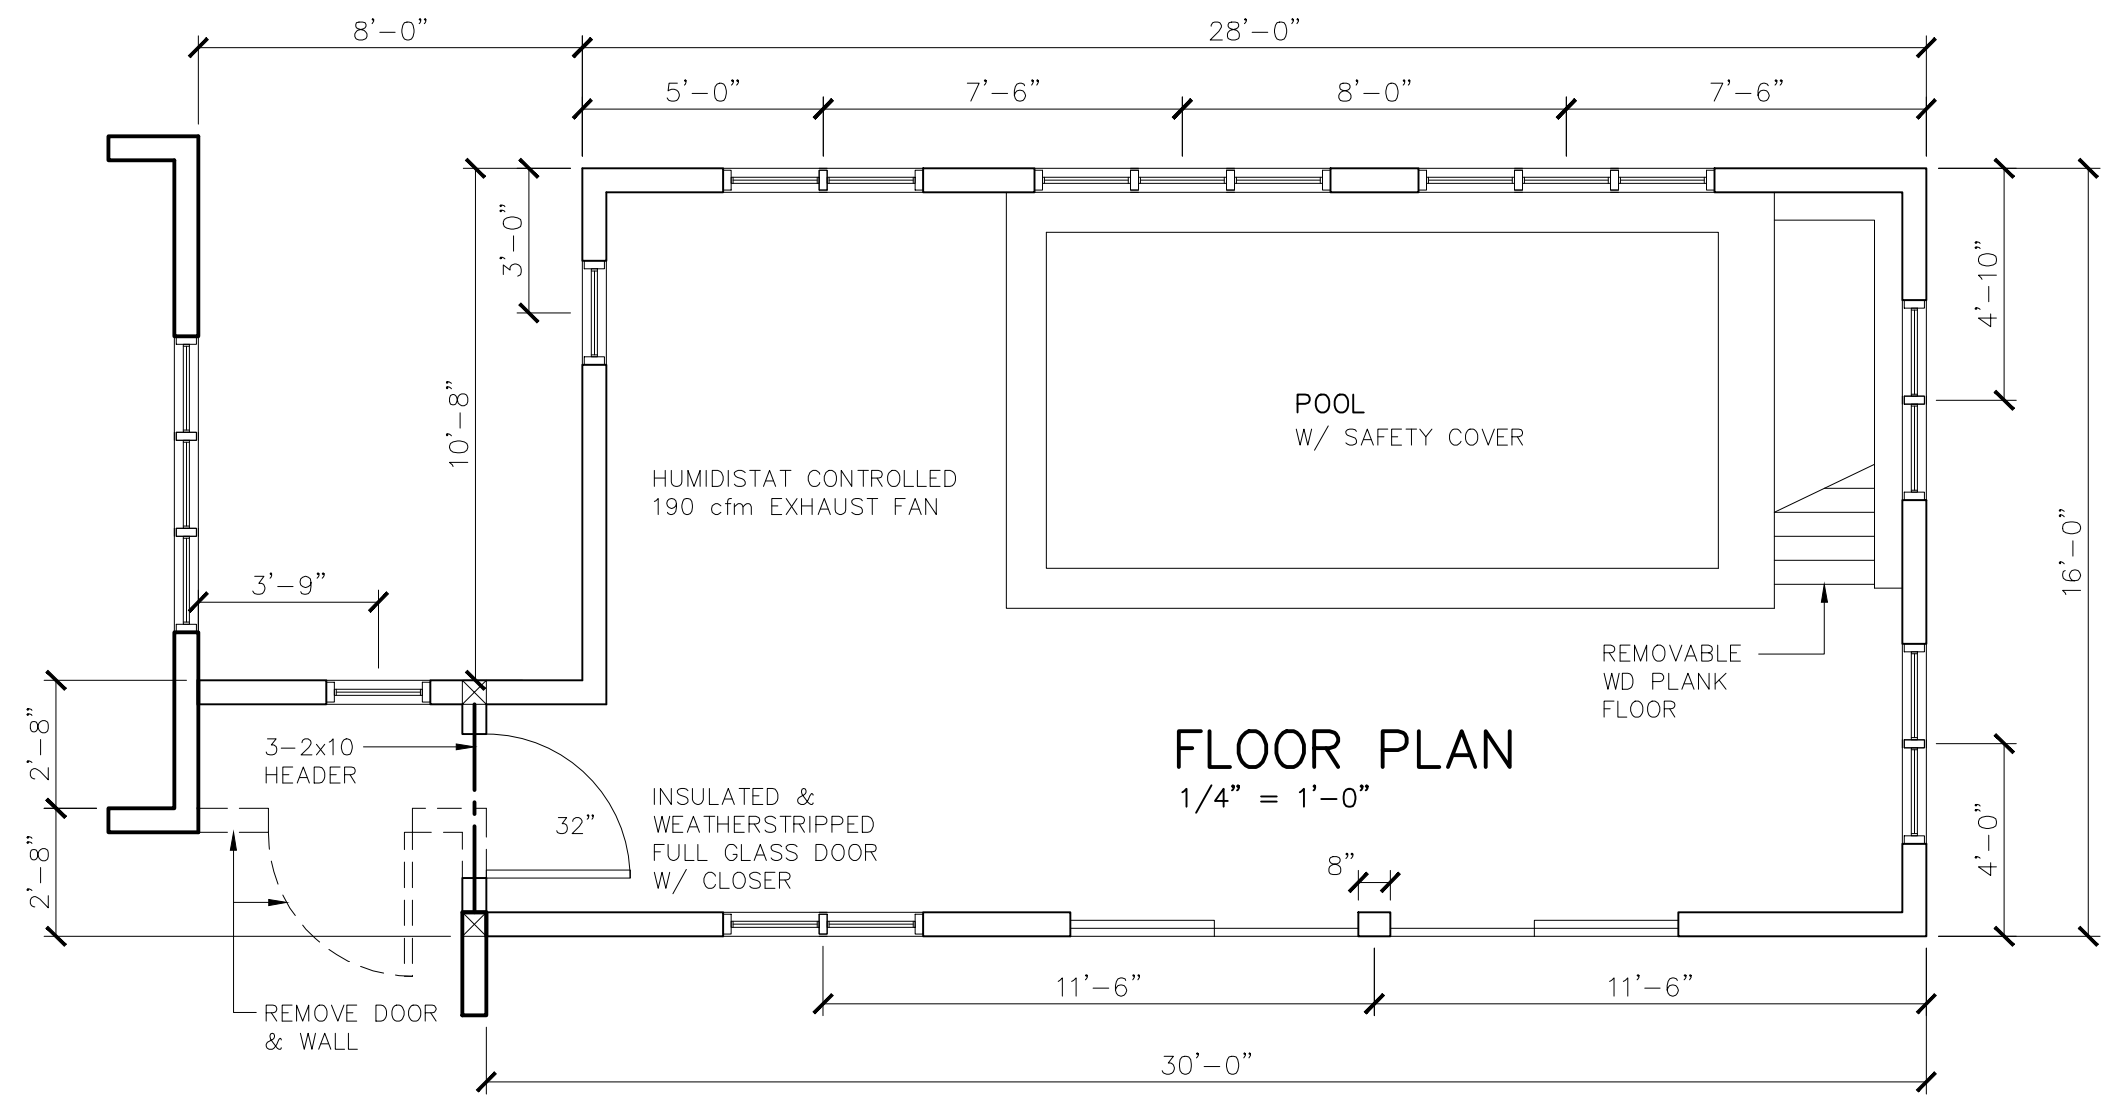 8'-0"
28'-0"
5'-0"
7'-6"
8'-0"
7'-6"
3'-0"
4'-10"
10'-8"
POOL
W/ SAFETY COVER
HUMIDISTAT CONTROLLED
190 cfm EXHAUST FAN
16'-0"
3'-9"
REMOVABLE
WD PLANK
FLOOR
2'-8"
3-2x10
HEADER
FLOOR PLAN
1/4" = 1'-0"
INSULATED &
WEATHERSTRIPPED
FULL GLASS DOOR
W/ CLOSER
32"
8"
4'-0"
2'-8"
REMOVE DOOR
& WALL
11'-6"
11'-6"
30'-0"